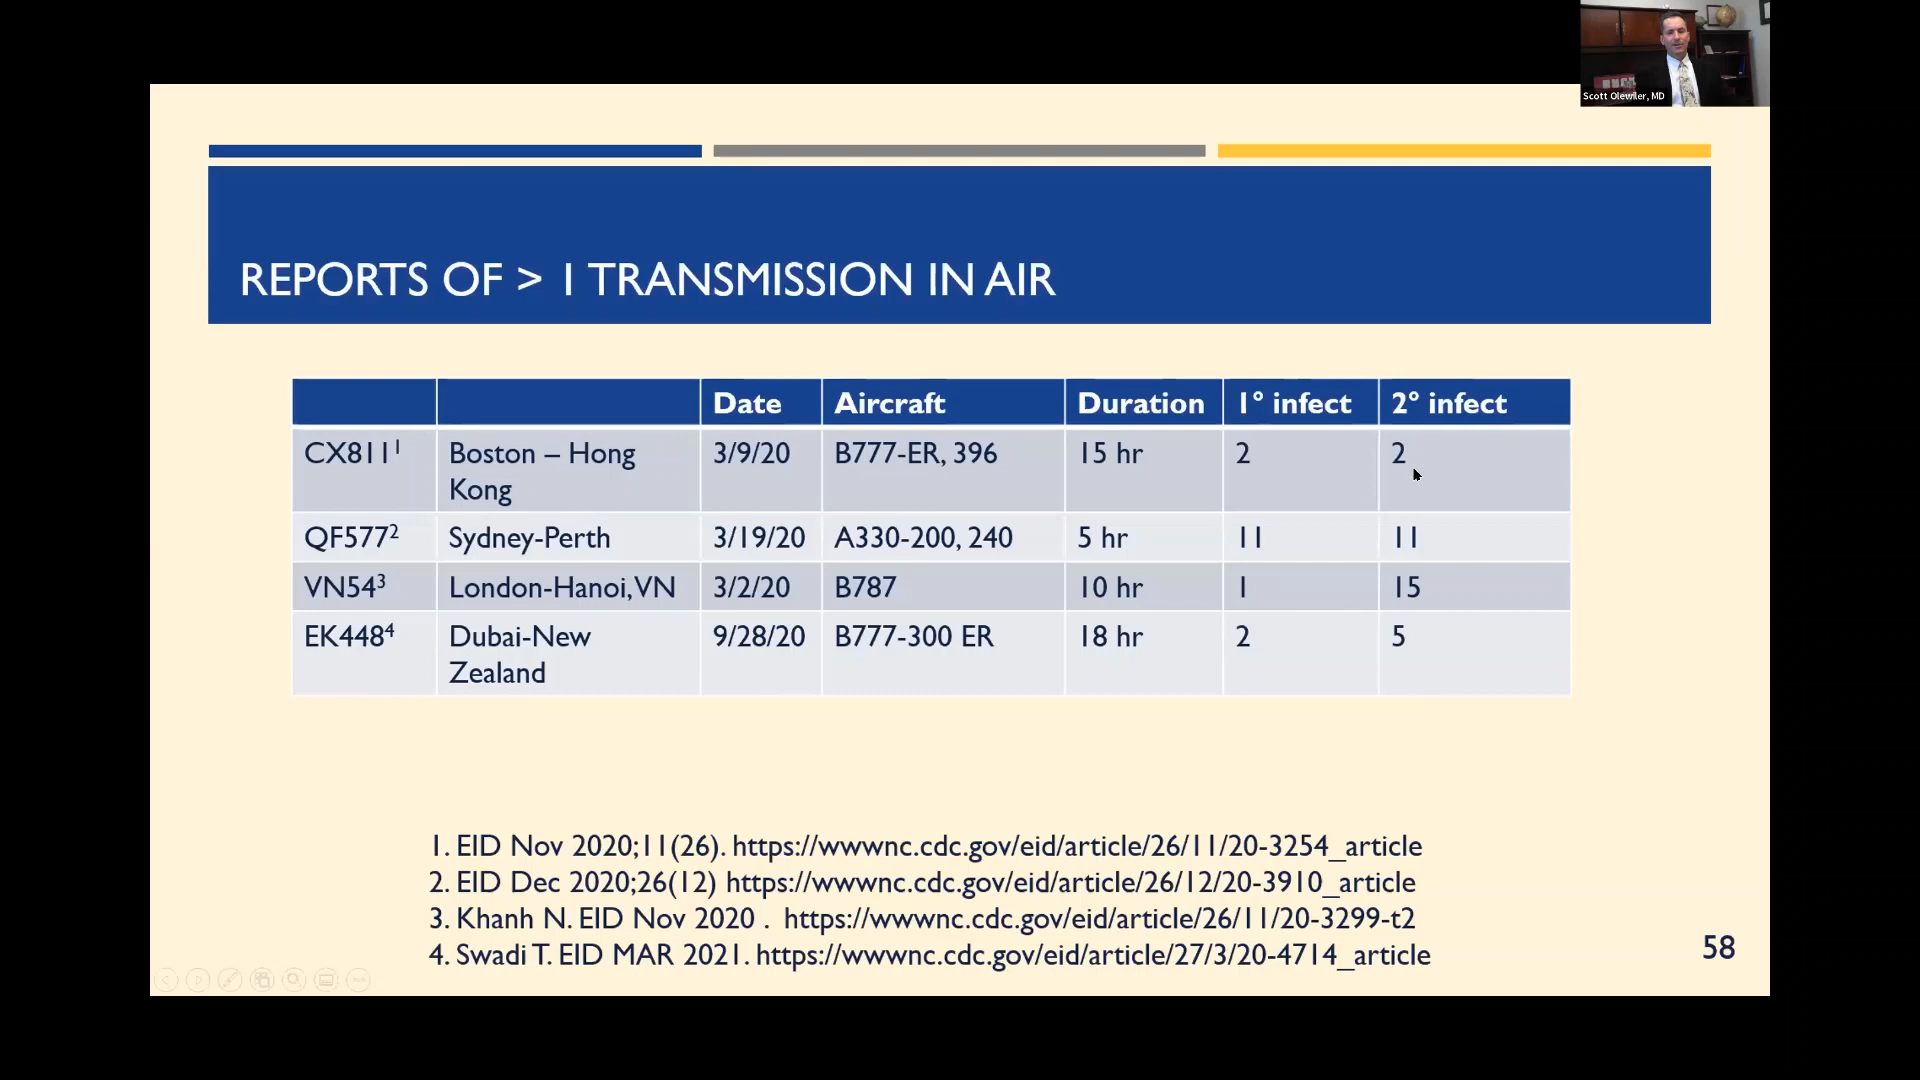 Scott Olewiler, MD
REPORTS OF > 1 TRANSMISSION IN AIR
Date Aircraft Duration 1° infect 2° infect
CX811¹ Boston – Hong Kong 3/9/20 B777-ER, 396 15 hr 2 2
QF577² Sydney-Perth 3/19/20 A330-200, 240 5 hr 11 11
VN54³ London-Hanoi, VN 3/2/20 B787 10 hr 1 15
EK448⁴ Dubai-New Zealand 9/28/20 B777-300 ER 18 hr 2 5
1. EID Nov 2020;11(26). https://wwwnc.cdc.gov/eid/article/26/11/20-3254_article
2. EID Dec 2020;26(12) https://wwwnc.cdc.gov/eid/article/26/12/20-3910_article
3. Khanh N. EID Nov 2020 . https://wwwnc.cdc.gov/eid/article/26/11/20-3299-t2
4. Swadi T. EID MAR 2021. https://wwwnc.cdc.gov/eid/article/27/3/20-4714_article
58